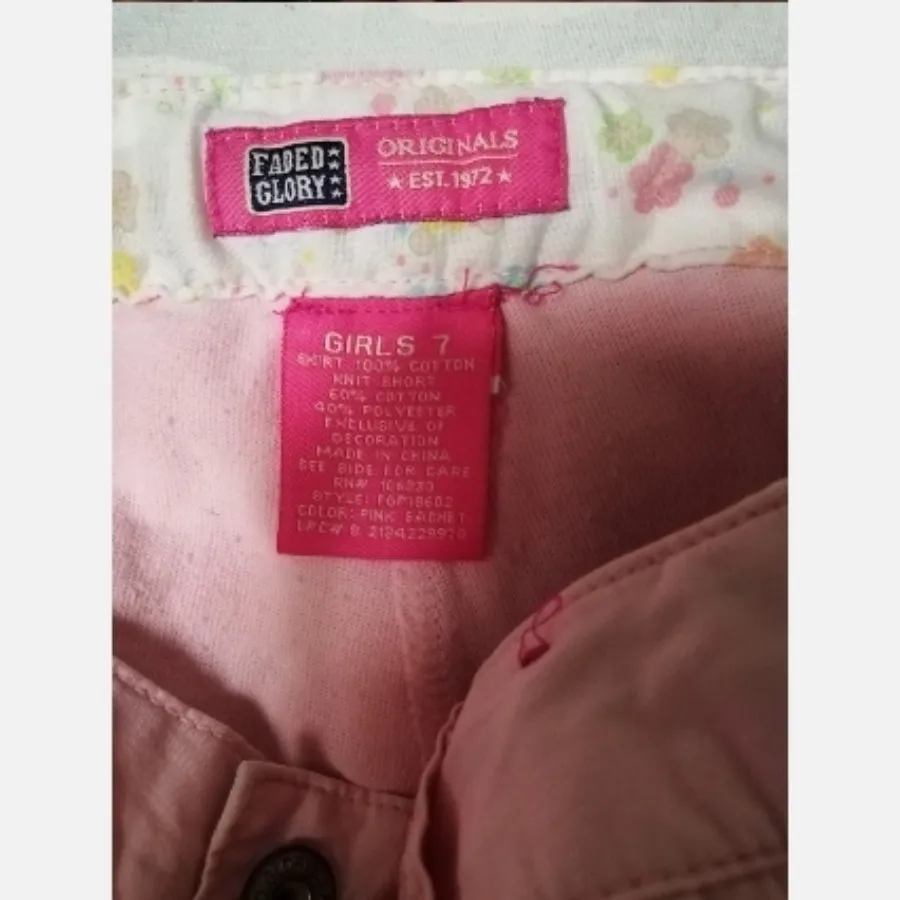 FADED
GLORY
ORIGINALS
EST. 1972
GIRLS 7
SKIRT 100% COTTON
KNIT SHORT
60% COTTON
40% POLYESTER
EXCLUSIVE OF
DECORATION
MADE IN CHINA
SEE SIDE FOR CARE
RN#
STYLE:
COLOR: PINK SACHET